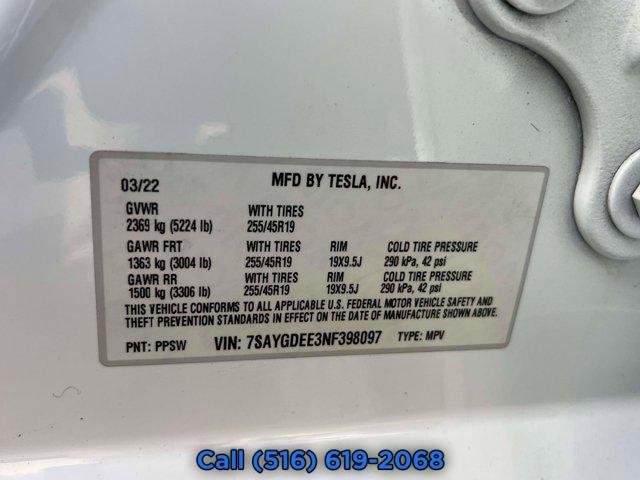 03/22 MFD BY TESLA, INC.
GVWR WITH TIRES
2369 kg (5224 lb) 255/45R19
GAWR FRT WITH TIRES RIM COLD TIRE PRESSURE
1363 kg (3004 lb) 255/45R19 19X9.5J 290 kPa, 42 psi
GAWR RR WITH TIRES RIM COLD TIRE PRESSURE
1500 kg (3306 lb) 255/45R19 19X9.5J 290 kPa, 42 psi
THIS VEHICLE CONFORMS TO ALL APPLICABLE U.S. FEDERAL MOTOR VEHICLE SAFETY AND
THEFT PREVENTION STANDARDS IN EFFECT ON THE DATE OF MANUFACTURE SHOWN ABOVE.
PNT: PPSW VIN: 7SAYGDEE3NF398097 TYPE: MPV
Call (516) 619-2068